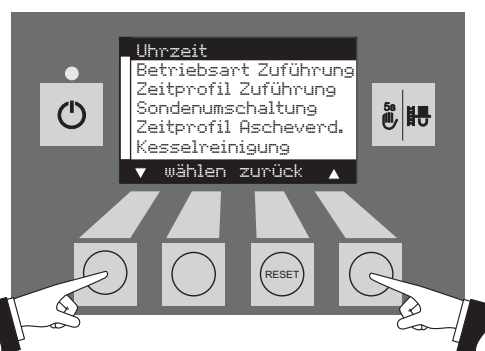 Uhrzeit
Betriebsart Zuführung
Zeitprofil Zuführung
Sondenumschaltung
Zeitprofil Ascheverd.
Kesselreinigung
▼ wählen zurück ▲
5s
RESET